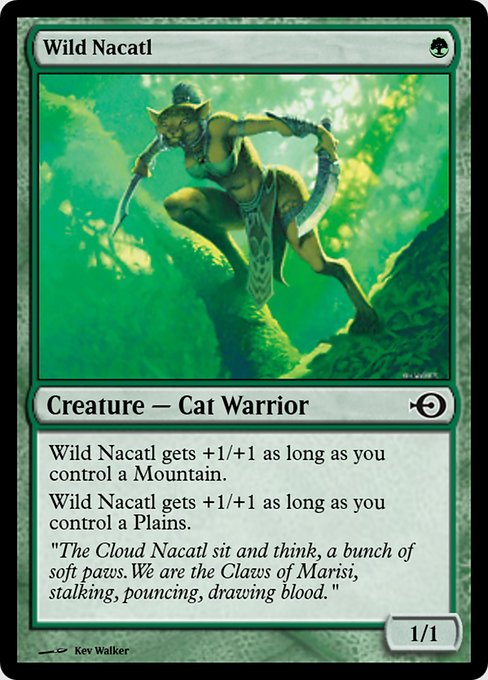 Wild Nacatl
Creature — Cat Warrior
Wild Nacatl gets +1/+1 as long as you
control a Mountain.
Wild Nacatl gets +1/+1 as long as you
control a Plains.
"The Cloud Nacatl sit and think, a bunch of
soft paws. We are the Claws of Marisi,
stalking, pouncing, drawing blood."
1/1
Kev Walker